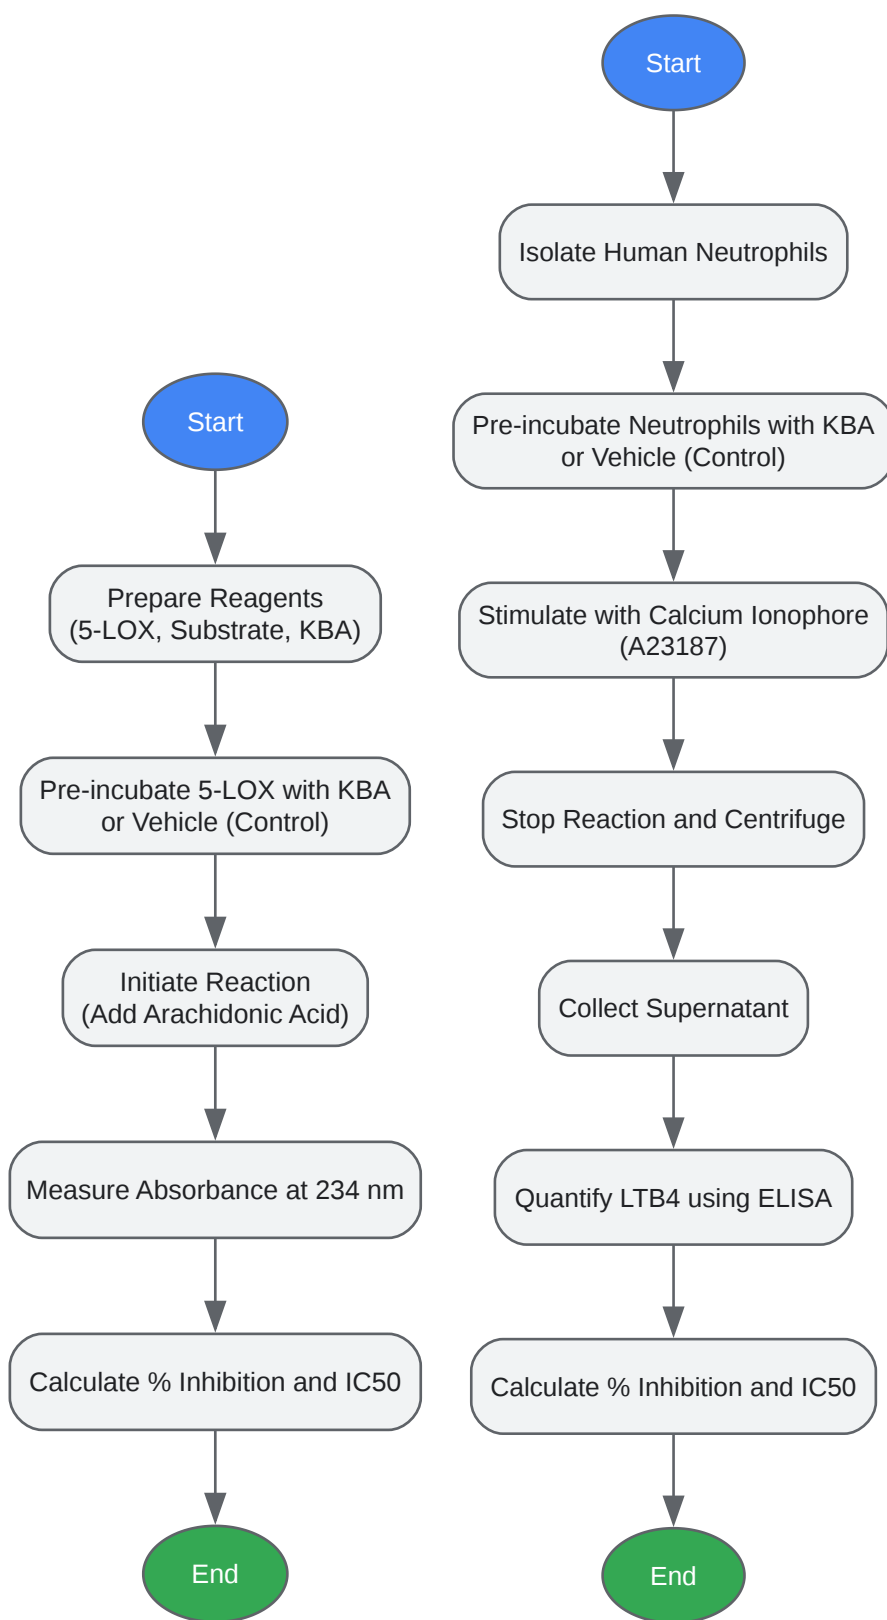 Start
Prepare Reagents
(5-LOX, Substrate, KBA)
Pre-incubate 5-LOX with KBA
or Vehicle (Control)
Initiate Reaction
(Add Arachidonic Acid)
Measure Absorbance at 234 nm
Calculate % Inhibition and IC50
End
Start
Isolate Human Neutrophils
Pre-incubate Neutrophils with KBA
or Vehicle (Control)
Stimulate with Calcium Ionophore
(A23187)
Stop Reaction and Centrifuge
Collect Supernatant
Quantify LTB4 using ELISA
Calculate % Inhibition and IC50
End